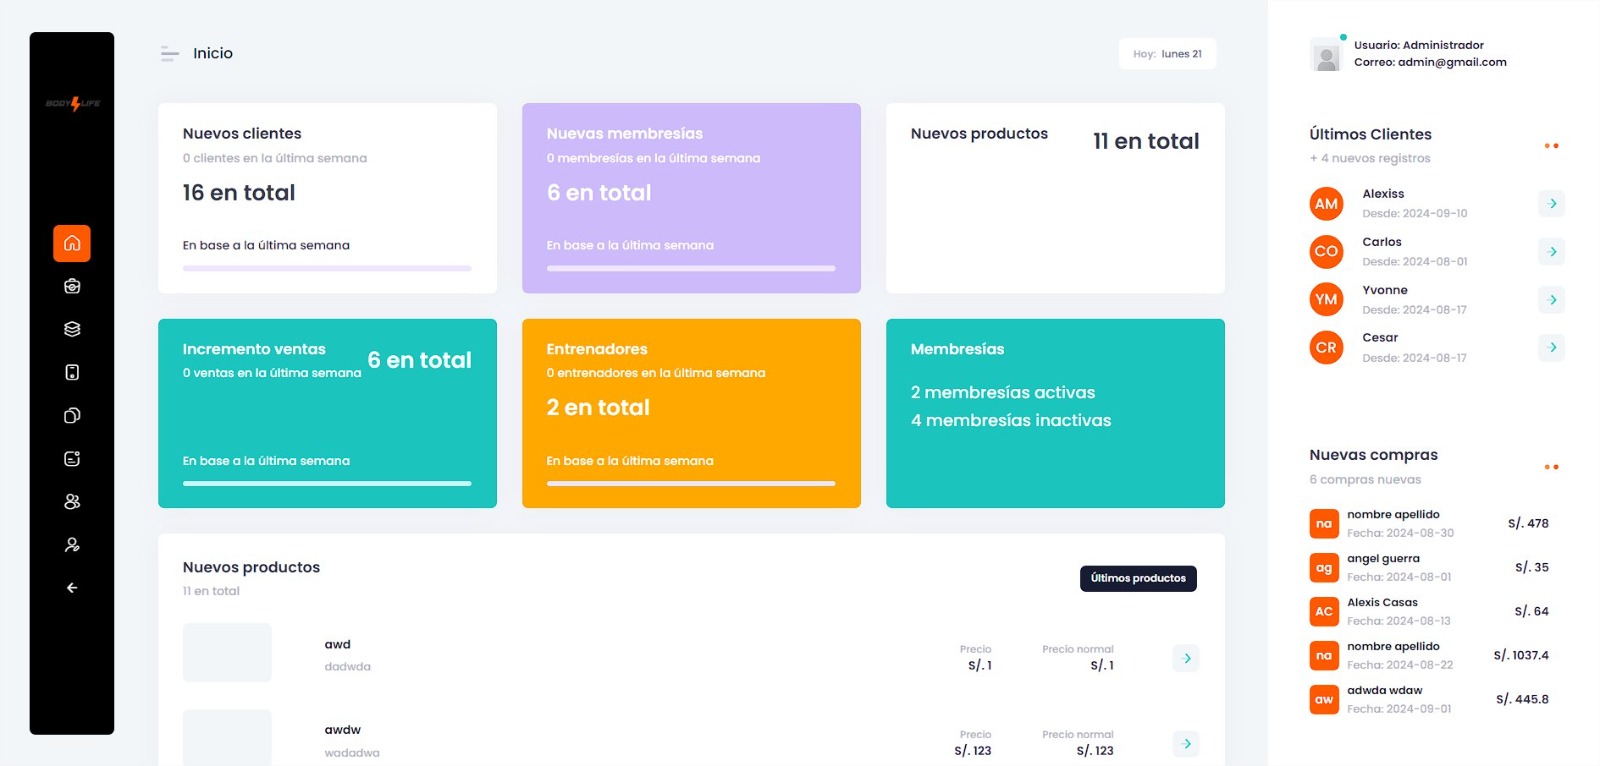 BODY LIFE
Inicio
Hoy: lunes 21
Nuevos clientes
0 clientes en la última semana
16 en total
En base a la última semana
Nuevas membresías
0 membresías en la última semana
6 en total
En base a la última semana
Nuevos productos
11 en total
Incremento ventas
0 ventas en la última semana
6 en total
En base a la última semana
Entrenadores
0 entrenadores en la última semana
2 en total
En base a la última semana
Membresías
2 membresías activas
4 membresías inactivas
Nuevos productos
11 en total
Últimos productos
awd
dadwda
Precio
S/. 1
Precio normal
S/. 1
awdw
wadadwa
Precio
S/. 123
Precio normal
S/. 123
Usuario: Administrador
Correo: admin@gmail.com
Últimos Clientes
+ 4 nuevos registros
AM
Alexiss
Desde: 2024-09-10
CO
Carlos
Desde: 2024-08-01
YM
Yvonne
Desde: 2024-08-17
CR
Cesar
Desde: 2024-08-17
Nuevas compras
6 compras nuevas
na
nombre apellido
Fecha: 2024-08-30
S/. 478
ag
angel guerra
Fecha: 2024-08-01
S/. 35
AC
Alexis Casas
Fecha: 2024-08-13
S/. 64
na
nombre apellido
Fecha: 2024-08-22
S/. 1037.4
aw
adwda wdaw
Fecha: 2024-09-01
S/. 445.8